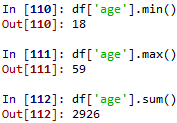 In [110]: df['age'].min()
Out[110]: 18
In [111]: df['age'].max()
Out[111]: 59
In [112]: df['age'].sum()
Out[112]: 2926